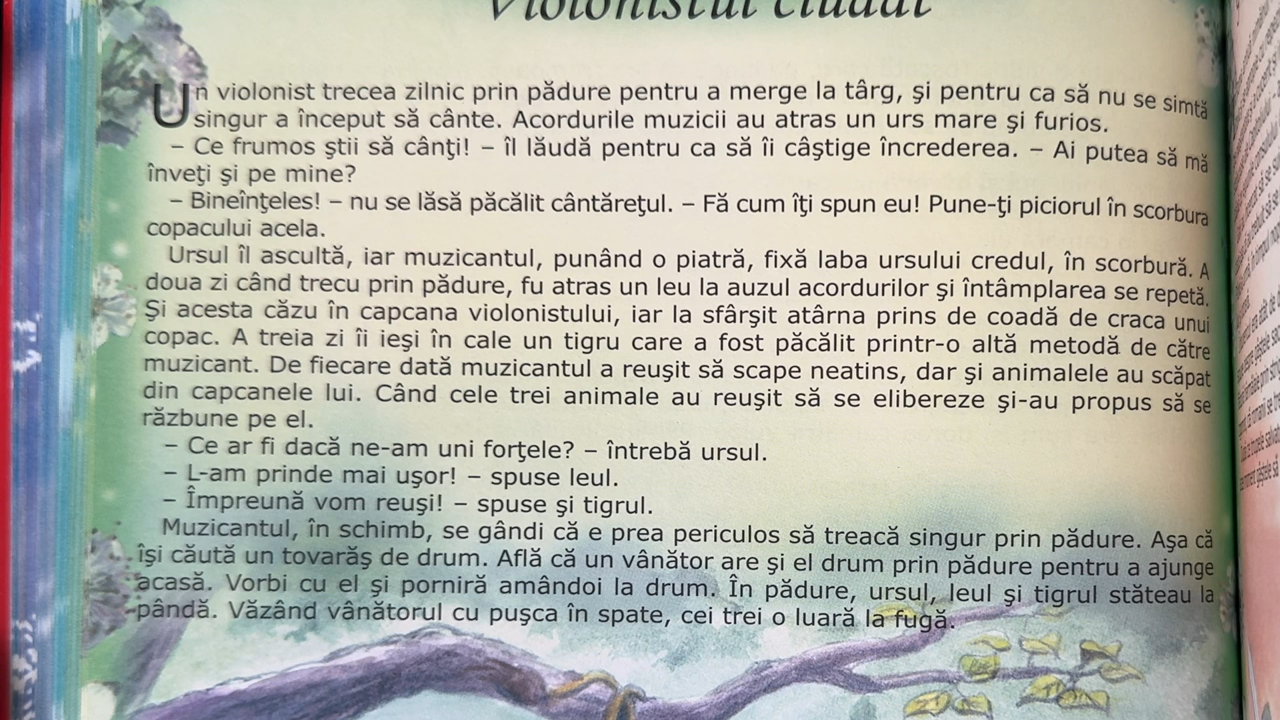 Violonistul ciudat
Un violonist trecea zilnic prin pădure pentru a merge la târg, şi pentru ca să nu se simtă
singur a început să cânte. Acordurile muzicii au atras un urs mare şi furios.
– Ce frumos ştii să cânţi! – îl lăudă pentru ca să îi câştige încrederea. – Ai putea să mă
înveţi şi pe mine?
– Bineînţeles! – nu se lăsă păcălit cântăreţul. – Fă cum îţi spun eu! Pune-ţi piciorul în scorbura
copacului acela.
Ursul îl ascultă, iar muzicantul, punând o piatră, fixă laba ursului credul, în scorbură. A
doua zi când trecu prin pădure, fu atras un leu la auzul acordurilor şi întâmplarea se repetă.
Şi acesta căzu în capcana violonistului, iar la sfârşit atârna prins de coadă de craca unui
copac. A treia zi îi ieşi în cale un tigru care a fost păcălit printr-o altă metodă de către
muzicant. De fiecare dată muzicantul a reuşit să scape neatins, dar şi animalele au scăpat
din capcanele lui. Când cele trei animale au reuşit să se elibereze şi-au propus să se
răzbune pe el.
– Ce ar fi dacă ne-am uni forţele? – întrebă ursul.
– L-am prinde mai uşor! – spuse leul.
– Împreună vom reuşi! – spuse şi tigrul.
Muzicantul, în schimb, se gândi că e prea periculos să treacă singur prin pădure. Aşa că
îşi căută un tovarăş de drum. Află că un vânător are şi el drum prin pădure pentru a ajunge
acasă. Vorbi cu el şi porniră amândoi la drum. În pădure, ursul, leul şi tigrul stăteau la
pândă. Văzând vânătorul cu puşca în spate, cei trei o luară la fugă.